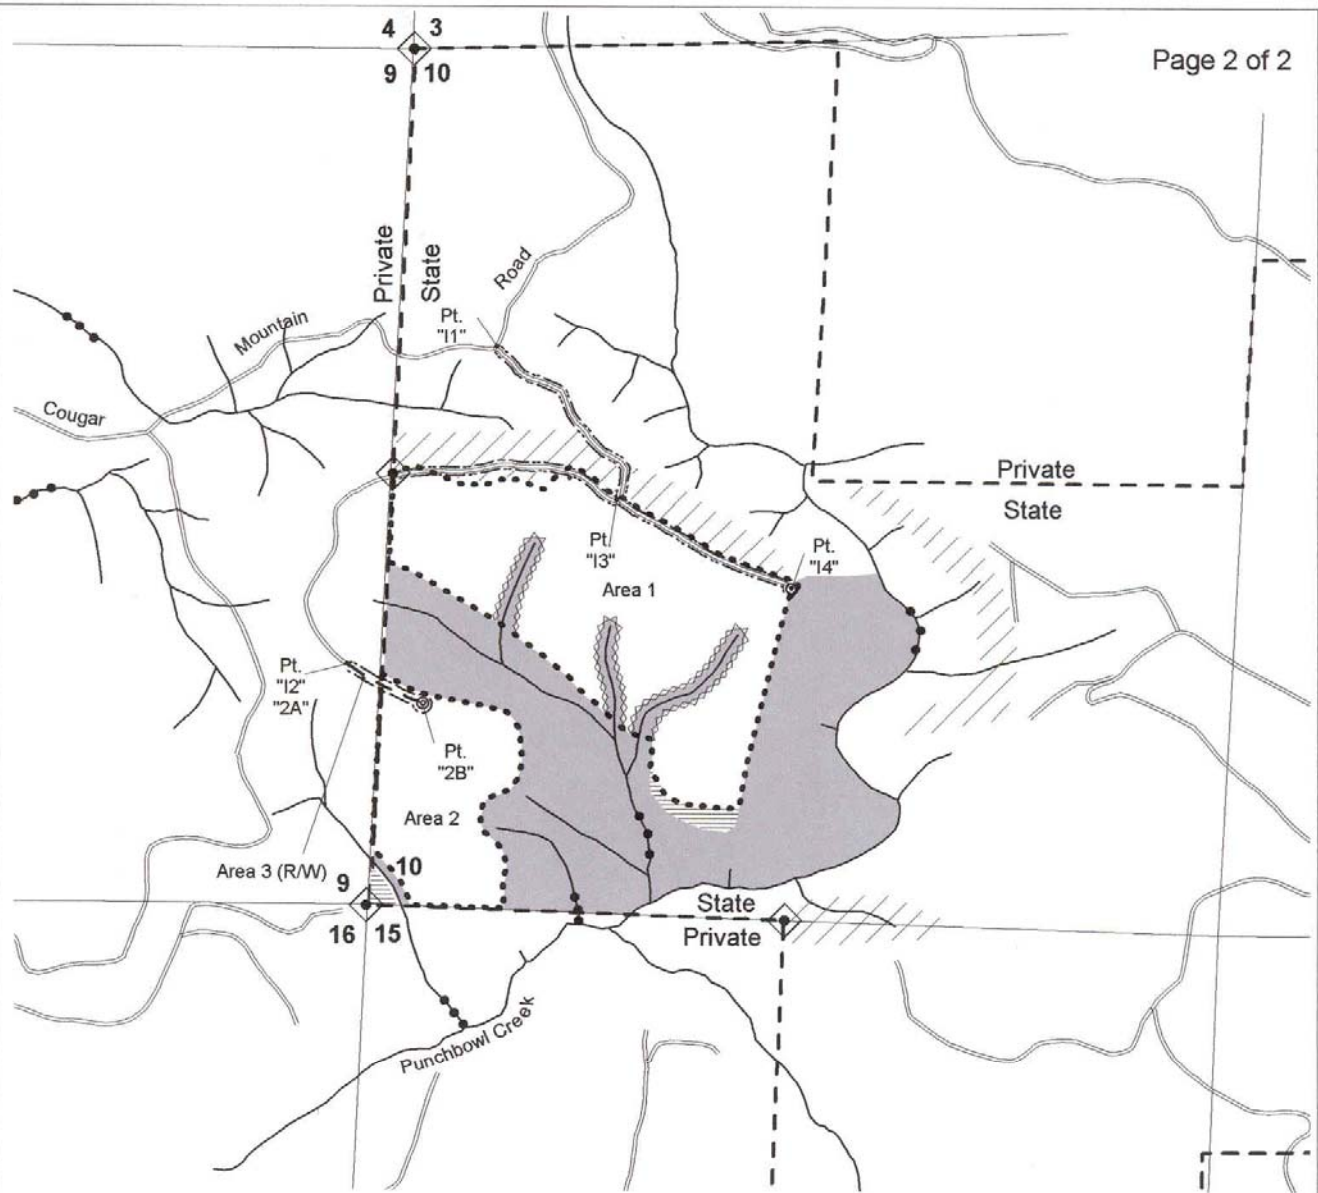 4 3
9 10
Page 2 of 2
Private
State
Road
Pt.
"I1"
Mountain
Cougar
Private
State
Pt.
"I3"
Pt.
"I4"
Area 1
Pt.
"I2"
"2A"
Pt.
"2B"
Area 2
Area 3 (R/W)
9 10
16 15
State
Private
Punchbowl Creek